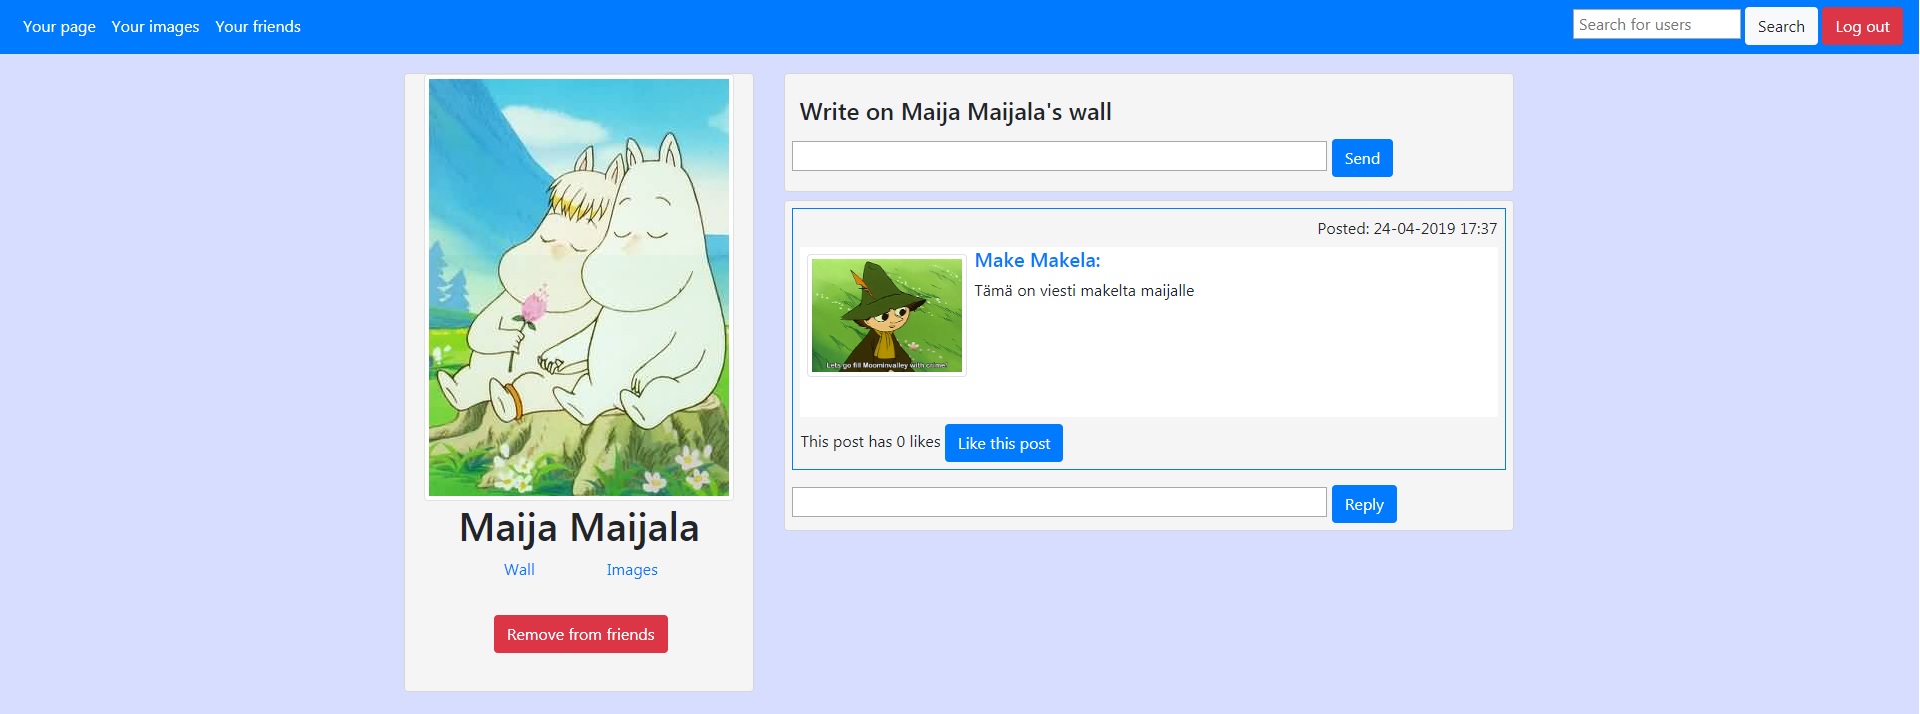 Your page Your images Your friends Search for users Search Log out
Maija Maijala
Wall Images
Remove from friends
Write on Maija Maijala's wall
Send
Posted: 24-04-2019 17:37
Make Makela:
Tämä on viesti makelta maijalle
Lets go fill Moominvalley with crime!
This post has 0 likes Like this post
Reply